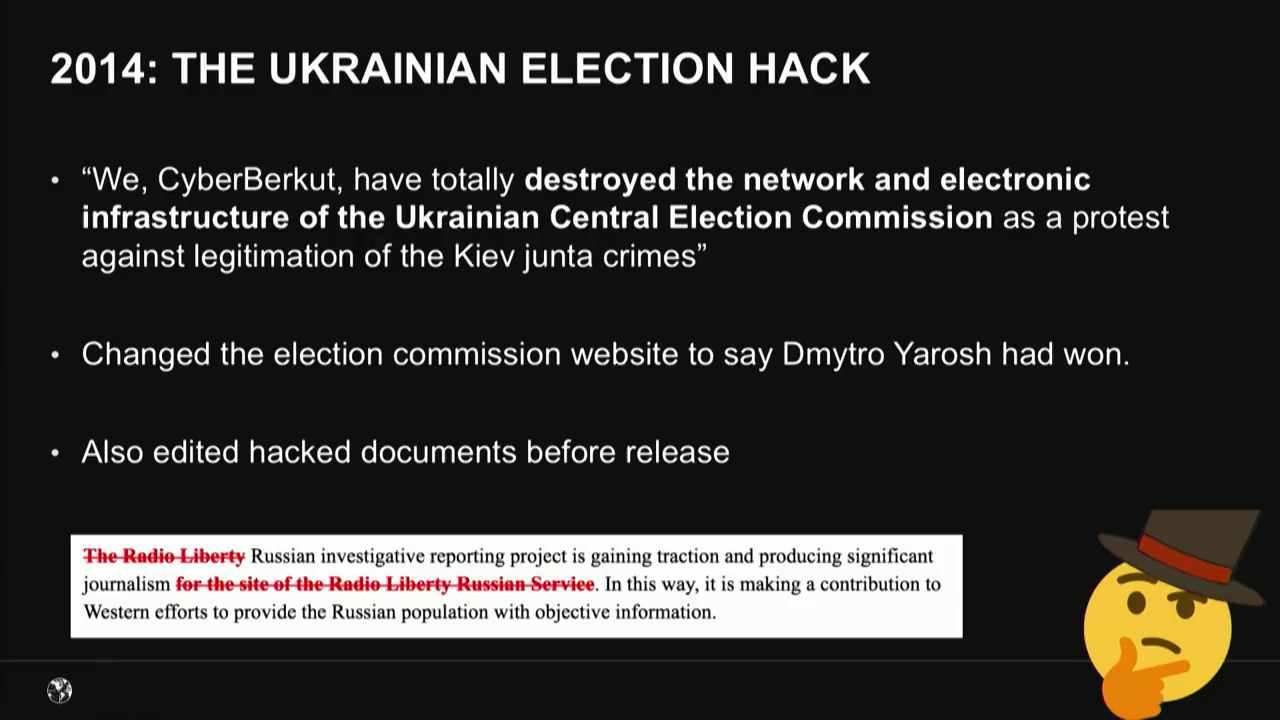 2014: THE UKRAINIAN ELECTION HACK
• “We, CyberBerkut, have totally destroyed the network and electronic
infrastructure of the Ukrainian Central Election Commission as a protest
against legitimation of the Kiev junta crimes”
• Changed the election commission website to say Dmytro Yarosh had won.
• Also edited hacked documents before release
The Radio Liberty Russian investigative reporting project is gaining traction and producing significant
journalism for the site of the Radio Liberty Russian Service. In this way, it is making a contribution to
Western efforts to provide the Russian population with objective information.